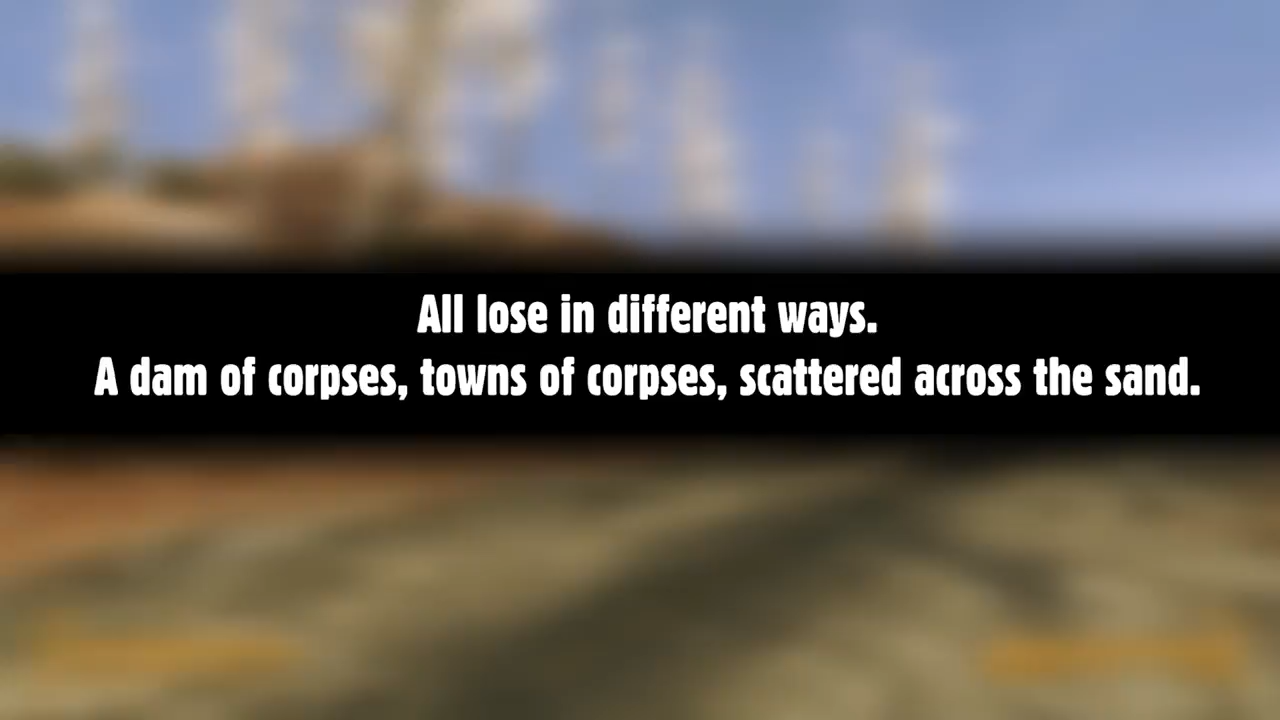 All lose in different ways.
A dam of corpses, towns of corpses, scattered across the sand.